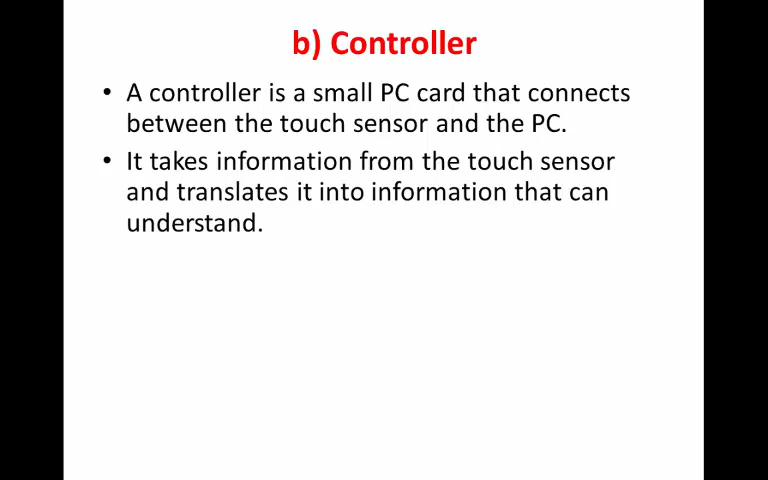 b) Controller
• A controller is a small PC card that connects
between the touch sensor and the PC.
• It takes information from the touch sensor
and translates it into information that can
understand.